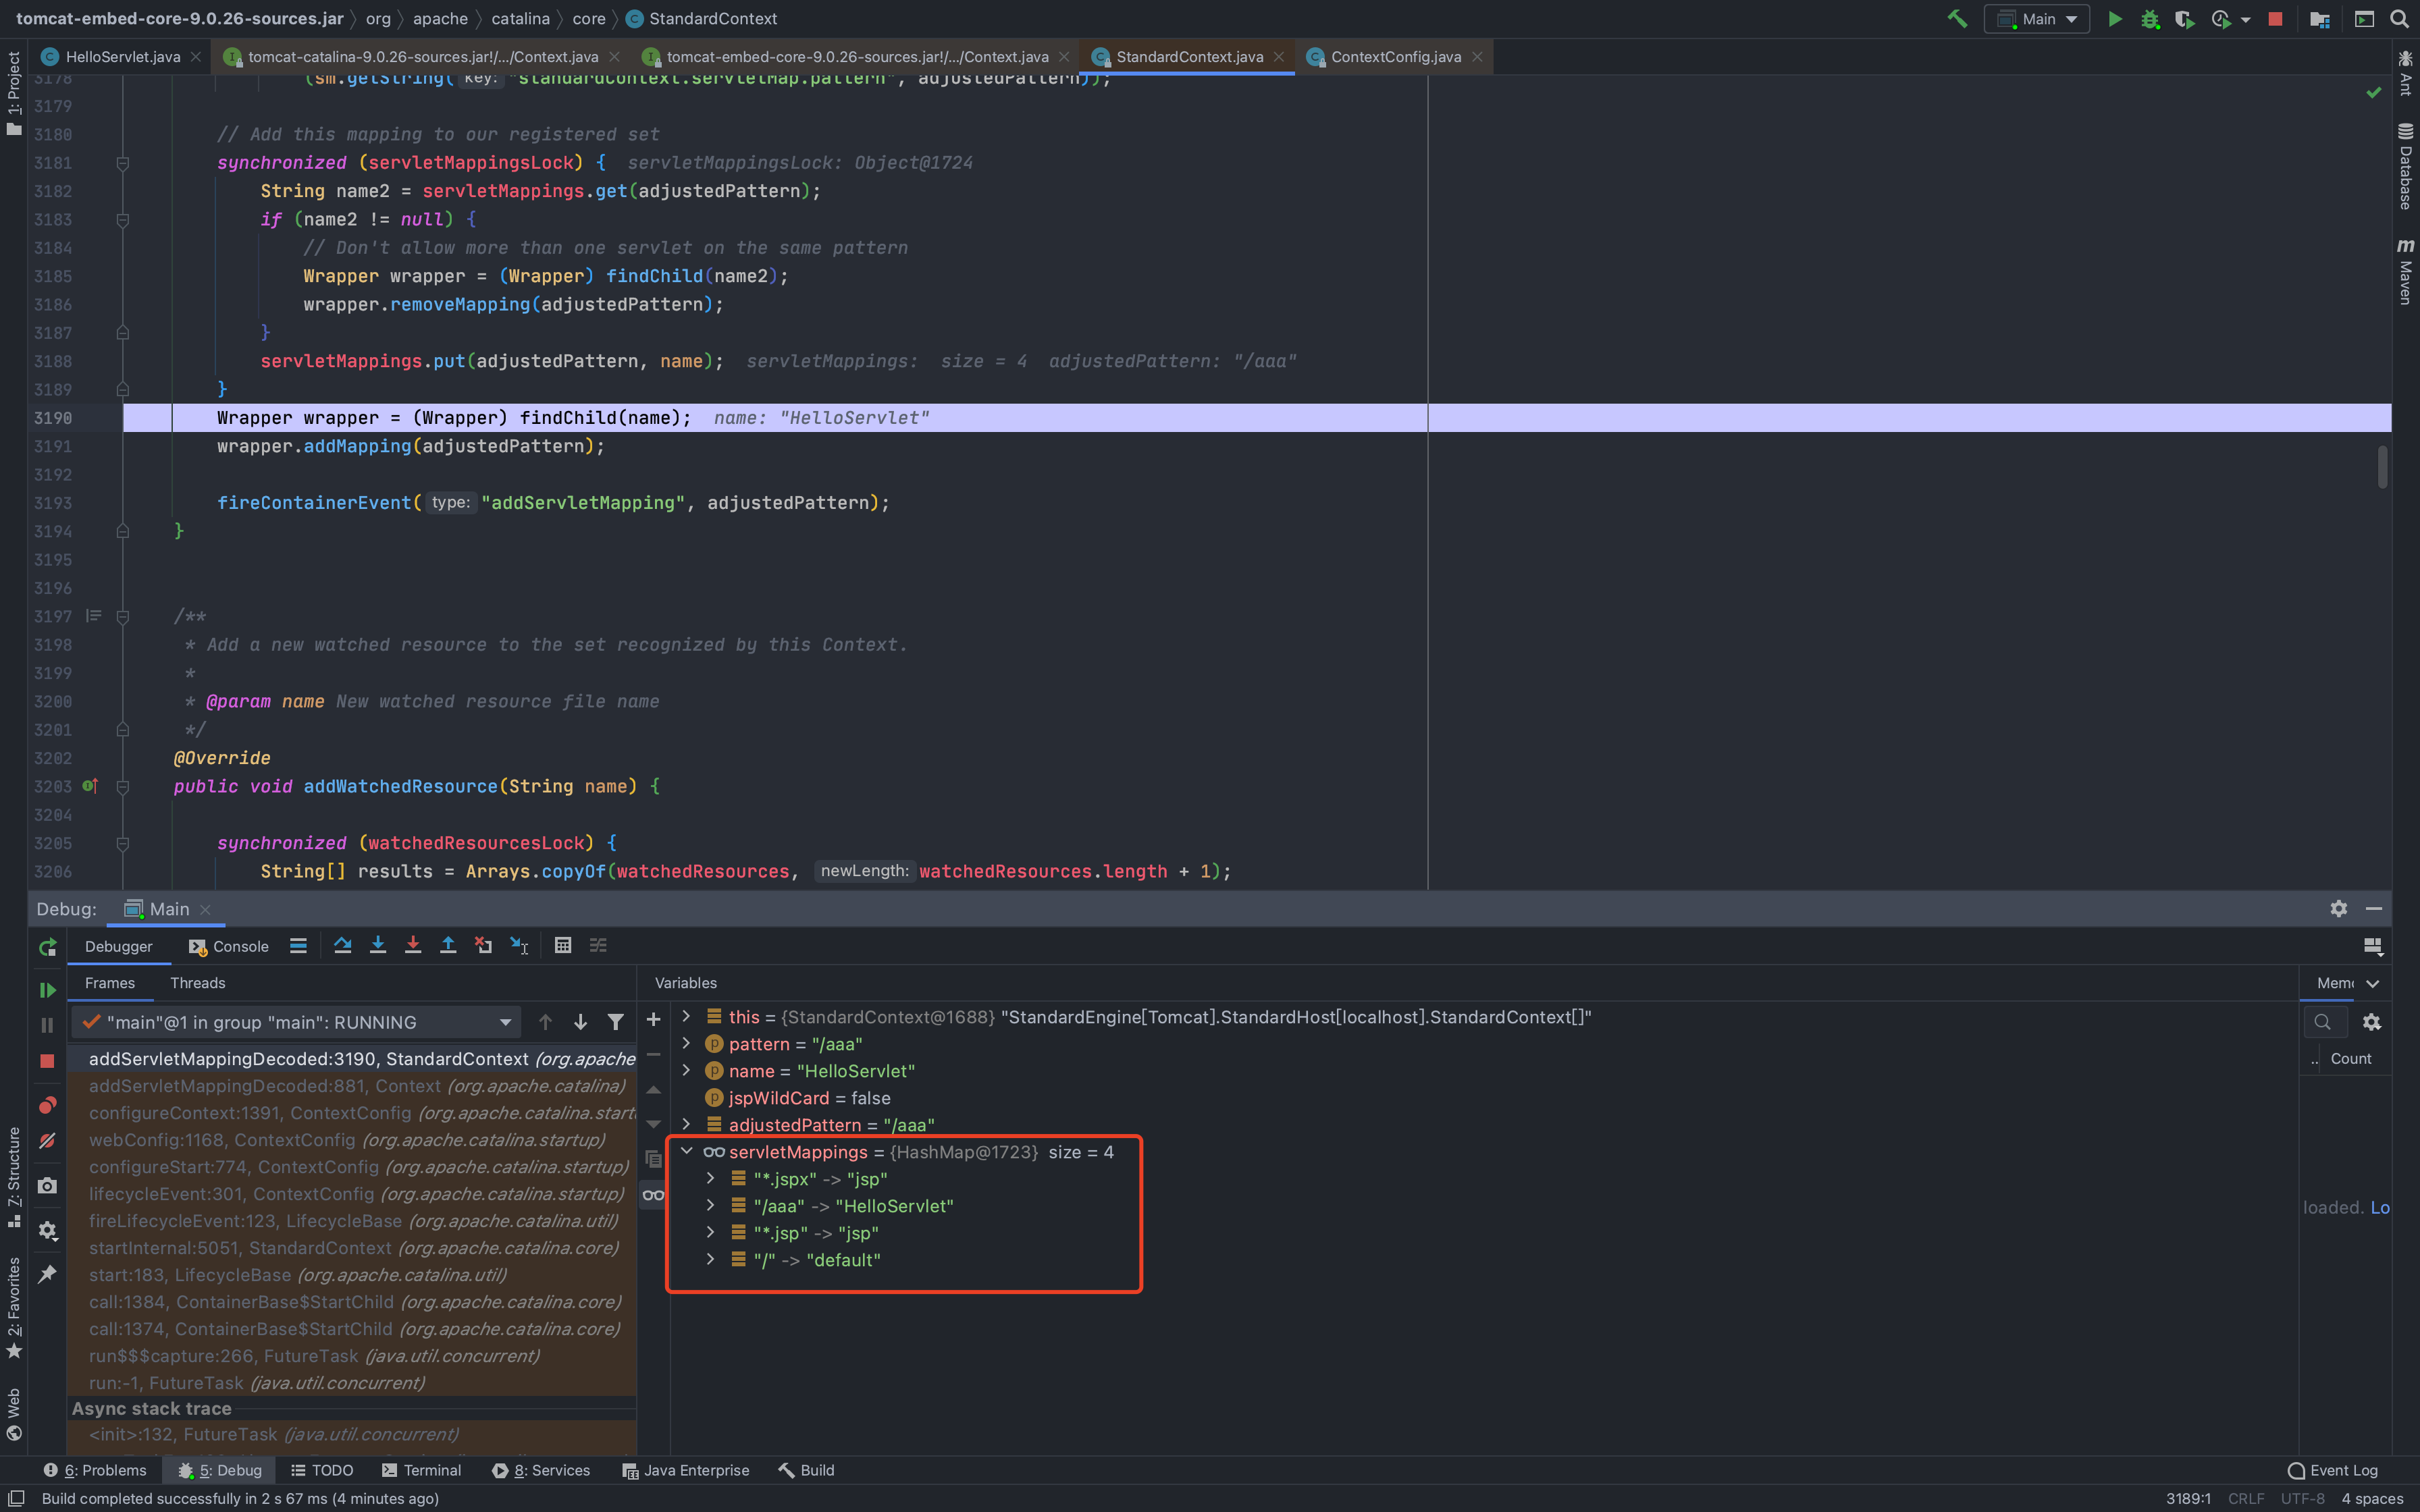 tomcat-embed-core-9.0.26-sources.jar 〉 org 〉 apache 〉 catalina 〉 core 〉 StandardContext
Main
HelloServlet.java
tomcat-catalina-9.0.26-sources.jar!/.../Context.java
tomcat-embed-core-9.0.26-sources.jar!/.../Context.java
StandardContext.java
ContextConfig.java
1: Project
Ant
Database
Maven
3178 (sm.getString( key: "standardContext.servletMap.pattern", adjustedPattern));
3179
3180 // Add this mapping to our registered set
3181 synchronized (servletMappingsLock) { servletMappingsLock: Object@1724
3182 String name2 = servletMappings.get(adjustedPattern);
3183 if (name2 != null) {
3184 // Don't allow more than one servlet on the same pattern
3185 Wrapper wrapper = (Wrapper) findChild(name2);
3186 wrapper.removeMapping(adjustedPattern);
3187 }
3188 servletMappings.put(adjustedPattern, name); servletMappings: size = 4 adjustedPattern: "/aaa"
3189 }
3190 Wrapper wrapper = (Wrapper) findChild(name); name: "HelloServlet"
3191 wrapper.addMapping(adjustedPattern);
3192
3193 fireContainerEvent( type: "addServletMapping", adjustedPattern);
3194 }
3195
3196
3197 /**
3198 * Add a new watched resource to the set recognized by this Context.
3199 *
3200 * @param name New watched resource file name
3201 */
3202 @Override
3203 public void addWatchedResource(String name) {
3204
3205 synchronized (watchedResourcesLock) {
3206 String[] results = Arrays.copyOf(watchedResources, newLength: watchedResources.length + 1);
Debug: Main
Debugger Console
Frames Threads
"main"@1 in group "main": RUNNING
addServletMappingDecoded:3190, StandardContext (org.apache
addServletMappingDecoded:881, Context (org.apache.catalina)
configureContext:1391, ContextConfig (org.apache.catalina.start
webConfig:1168, ContextConfig (org.apache.catalina.startup)
configureStart:774, ContextConfig (org.apache.catalina.startup)
lifecycleEvent:301, ContextConfig (org.apache.catalina.startup)
fireLifecycleEvent:123, LifecycleBase (org.apache.catalina.util)
startInternal:5051, StandardContext (org.apache.catalina.core)
start:183, LifecycleBase (org.apache.catalina.util)
call:1384, ContainerBase$StartChild (org.apache.catalina.core)
call:1374, ContainerBase$StartChild (org.apache.catalina.core)
run$$$capture:266, FutureTask (java.util.concurrent)
run:-1, FutureTask (java.util.concurrent)
Async stack trace
<init>:132, FutureTask (java.util.concurrent)
Variables
this = {StandardContext@1688} "StandardEngine[Tomcat].StandardHost[localhost].StandardContext[]"
pattern = "/aaa"
name = "HelloServlet"
jspWildCard = false
adjustedPattern = "/aaa"
servletMappings = {HashMap@1723} size = 4
"*.jspx" -> "jsp"
"/aaa" -> "HelloServlet"
"*.jsp" -> "jsp"
"/" -> "default"
Memo
.. Count
loaded. Lo
Z: Structure
2: Favorites
Web
6: Problems 5: Debug TODO Terminal 8: Services Java Enterprise Build Event Log
Build completed successfully in 2 s 67 ms (4 minutes ago) 3189:1 CRLF UTF-8 4 spaces